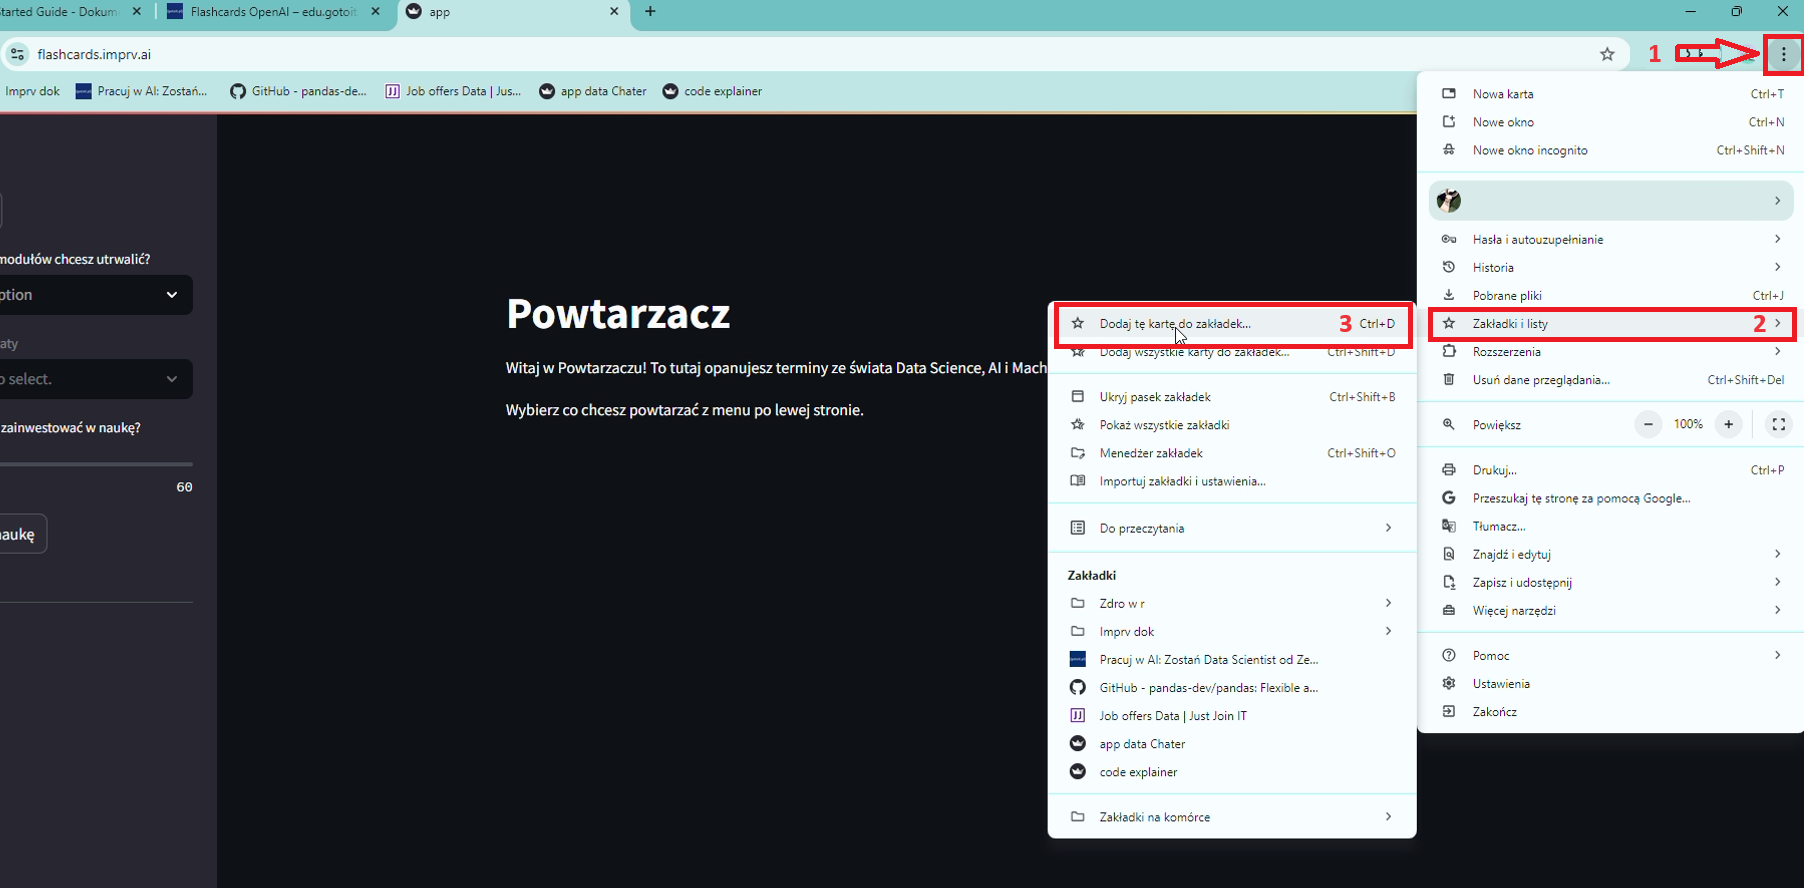 tarted Guide - Dokum
Flashcards OpenAI – edu.gotoit
app
flashcards.imprv.ai
1
Imprv dok
Pracuj w AI: Zostań...
GitHub - pandas-de...
Job offers Data | Jus...
app data Chater
code explainer
modułów chcesz utrwalić?
ption
aty
o select.
zainwestować w naukę?
60
naukę
Powtarzacz
Witaj w Powtarzaczu! To tutaj opanujesz terminy ze świata Data Science, AI i Mach
Wybierz co chcesz powtarzać z menu po lewej stronie.
Dodaj tę kartę do zakładek... 3 Ctrl+D
Dodaj wszystkie karty do zakładek... Ctrl+Shift+D
Ukryj pasek zakładek Ctrl+Shift+B
Pokaż wszystkie zakładki
Menedżer zakładek Ctrl+Shift+O
Importuj zakładki i ustawienia...
Do przeczytania
Zakładki
Zdro w r
Imprv dok
Pracuj w AI: Zostań Data Scientist od Ze...
GitHub - pandas-dev/pandas: Flexible a...
Job offers Data | Just Join IT
app data Chater
code explainer
Zakładki na komórce
Nowa karta Ctrl+T
Nowe okno Ctrl+N
Nowe okno incognito Ctrl+Shift+N
Hasła i autouzupełnianie
Historia
Pobrane pliki Ctrl+J
Zakładki i listy 2
Rozszerzenia
Usuń dane przeglądania... Ctrl+Shift+Del
Powiększ 100%
Drukuj... Ctrl+P
Przeszukaj tę stronę za pomocą Google...
Tłumacz...
Znajdź i edytuj
Zapisz i udostępnij
Więcej narzędzi
Pomoc
Ustawienia
Zakończ